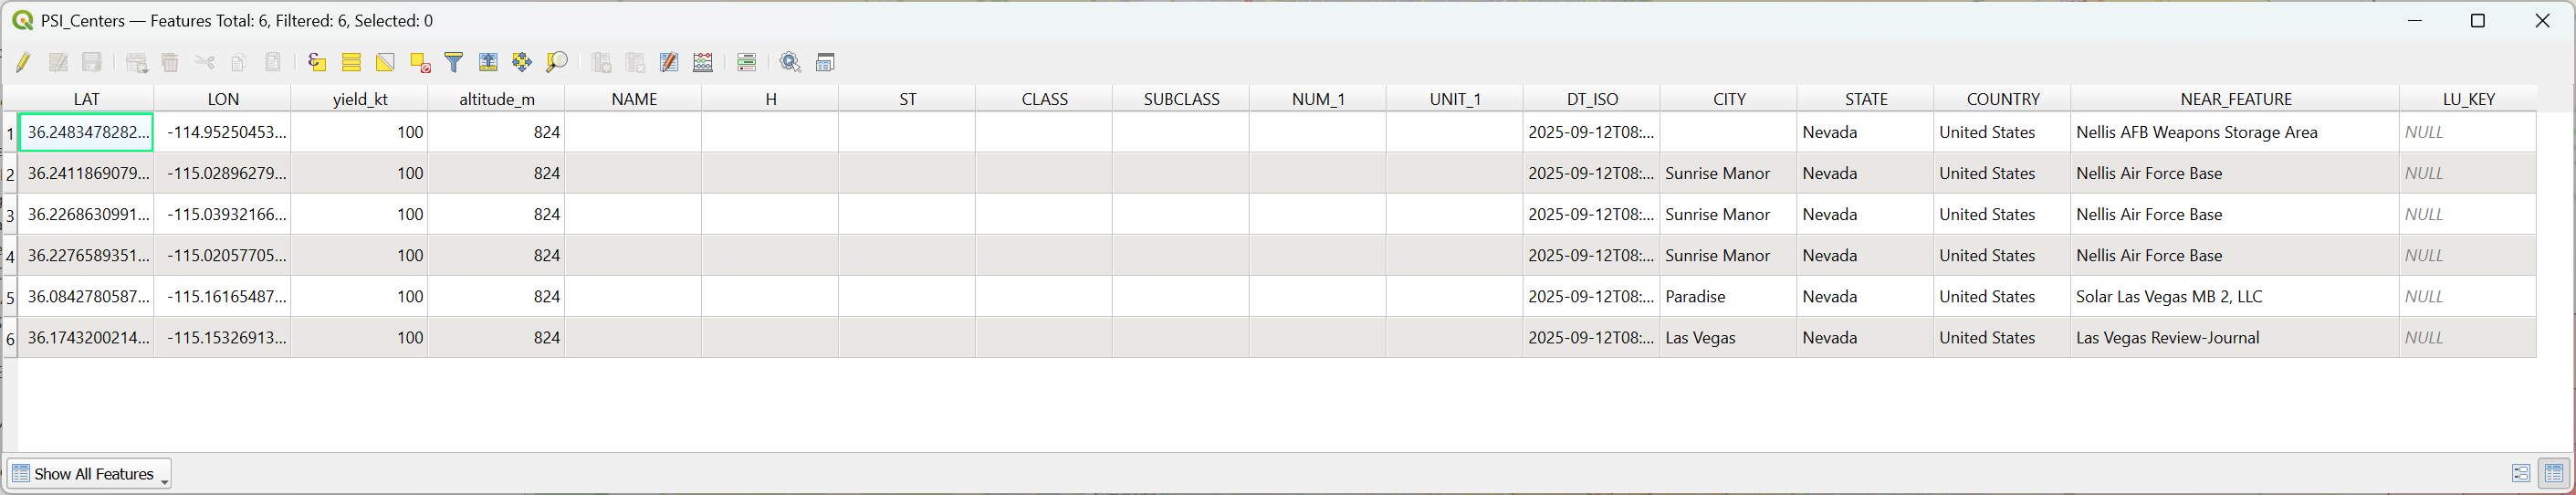 PSI_Centers — Features Total: 6, Filtered: 6, Selected: 0
LAT LON yield_kt altitude_m NAME H ST CLASS SUBCLASS NUM_1 UNIT_1 DT_ISO CITY STATE COUNTRY NEAR_FEATURE LU_KEY
1 36.2483478282... -114.95250453... 100 824 2025-09-12T08:... Nevada United States Nellis AFB Weapons Storage Area NULL
2 36.2411869079... -115.02896279... 100 824 2025-09-12T08:... Sunrise Manor Nevada United States Nellis Air Force Base NULL
3 36.2268630991... -115.03932166... 100 824 2025-09-12T08:... Sunrise Manor Nevada United States Nellis Air Force Base NULL
4 36.2276589351... -115.02057705... 100 824 2025-09-12T08:... Sunrise Manor Nevada United States Nellis Air Force Base NULL
5 36.0842780587... -115.16165487... 100 824 2025-09-12T08:... Paradise Nevada United States Solar Las Vegas MB 2, LLC NULL
6 36.1743200214... -115.15326913... 100 824 2025-09-12T08:... Las Vegas Nevada United States Las Vegas Review-Journal NULL
Show All Features